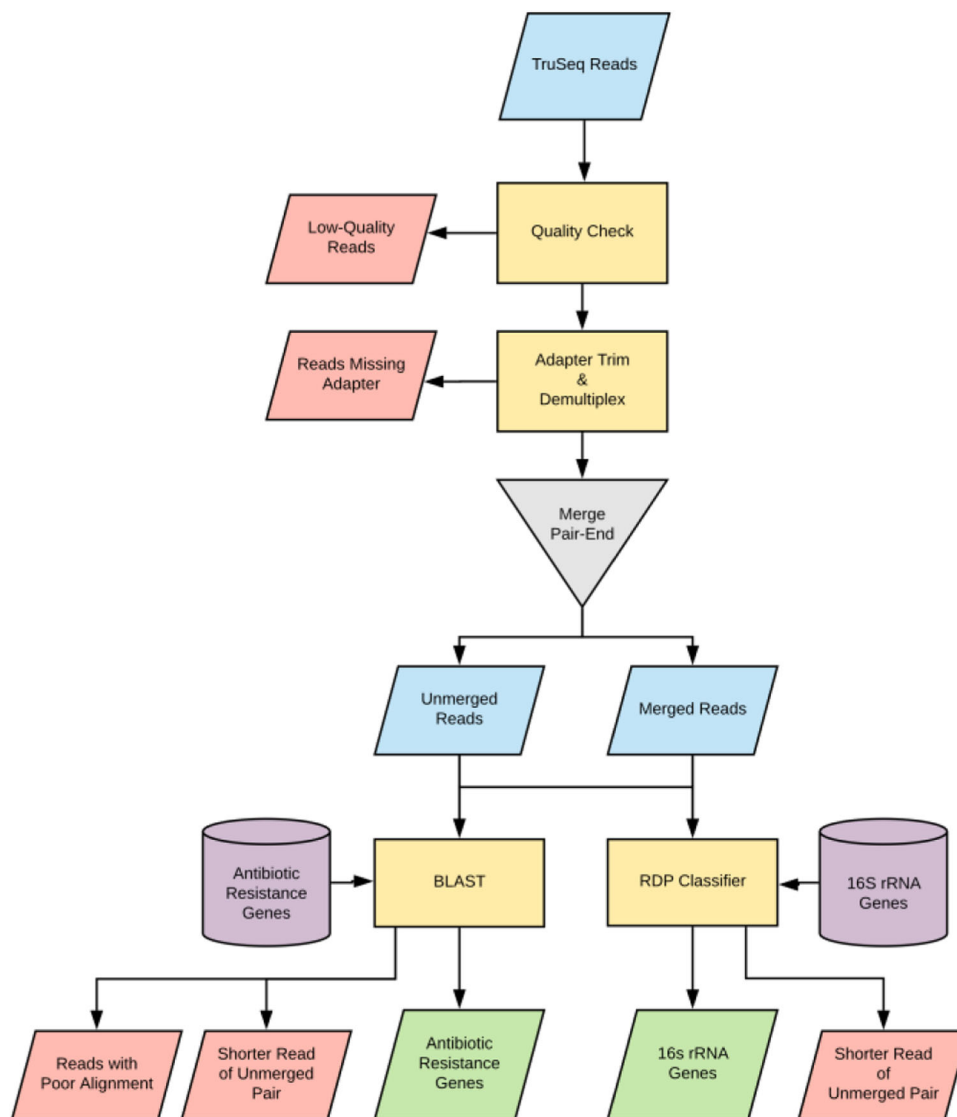 TruSeq Reads
Low-Quality
Reads
Quality Check
Reads Missing
Adapter
Adapter Trim
&
Demultiplex
Merge
Pair-End
Unmerged
Reads
Merged Reads
Antibiotic
Resistance
Genes
BLAST
RDP Classifier
16S rRNA
Genes
Reads with
Poor Alignment
Shorter Read
of Unmerged
Pair
Antibiotic
Resistance
Genes
16s rRNA
Genes
Shorter Read
of
Unmerged Pair